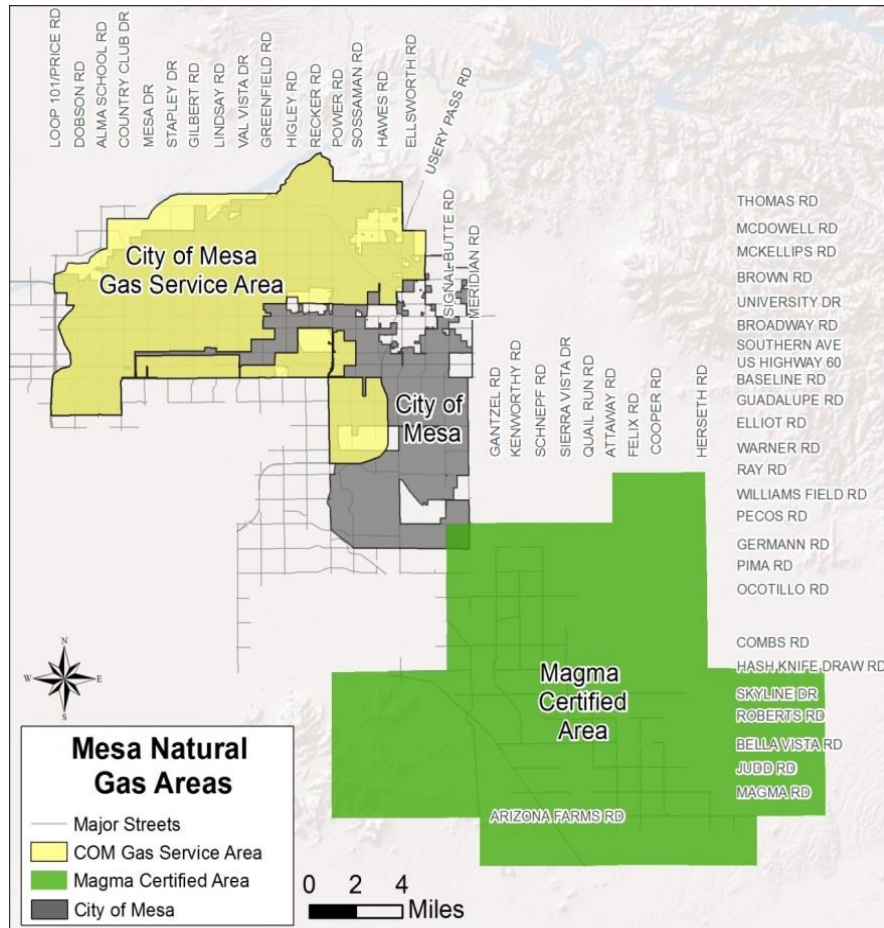 LOOP 101/PRICE RD
DOBSON RD
ALMA SCHOOL RD
COUNTRY CLUB DR
MESA DR
STAPLEY DR
GILBERT RD
LINDSAY RD
VAL VISTA DR
GREENFIELD RD
HIGLEY RD
RECKER RD
POWER RD
SOSSAMAN RD
HAWES RD
ELLSWORTH RD
USERY PASS RD
SIGNAL BUTTE RD
MERIDIAN RD
THOMAS RD
MCDOWELL RD
MCKELLIPS RD
BROWN RD
UNIVERSITY DR
BROADWAY RD
SOUTHERN AVE
US HIGHWAY 60
BASELINE RD
GUADALUPE RD
ELLIOT RD
WARNER RD
RAY RD
WILLIAMS FIELD RD
PECOS RD
GERMANN RD
PIMA RD
OCOTILLO RD
COMBS RD
HASH KNIFE DRAW RD
SKYLINE DR
ROBERTS RD
BELLA VISTA RD
JUDD RD
MAGMA RD
City of Mesa
Gas Service Area
City of
Mesa
GANTZEL RD
KENWORTHY RD
SCHNEPF RD
SIERRA VISTA DR
QUAIL RUN RD
ATTAWAY RD
FELIX RD
COOPER RD
HERSETH RD
Magma
Certified
Area
ARIZONA FARMS RD
N
W
E
S
Mesa Natural
Gas Areas
Major Streets
COM Gas Service Area
Magma Certified Area
City of Mesa
0 2 4
Miles